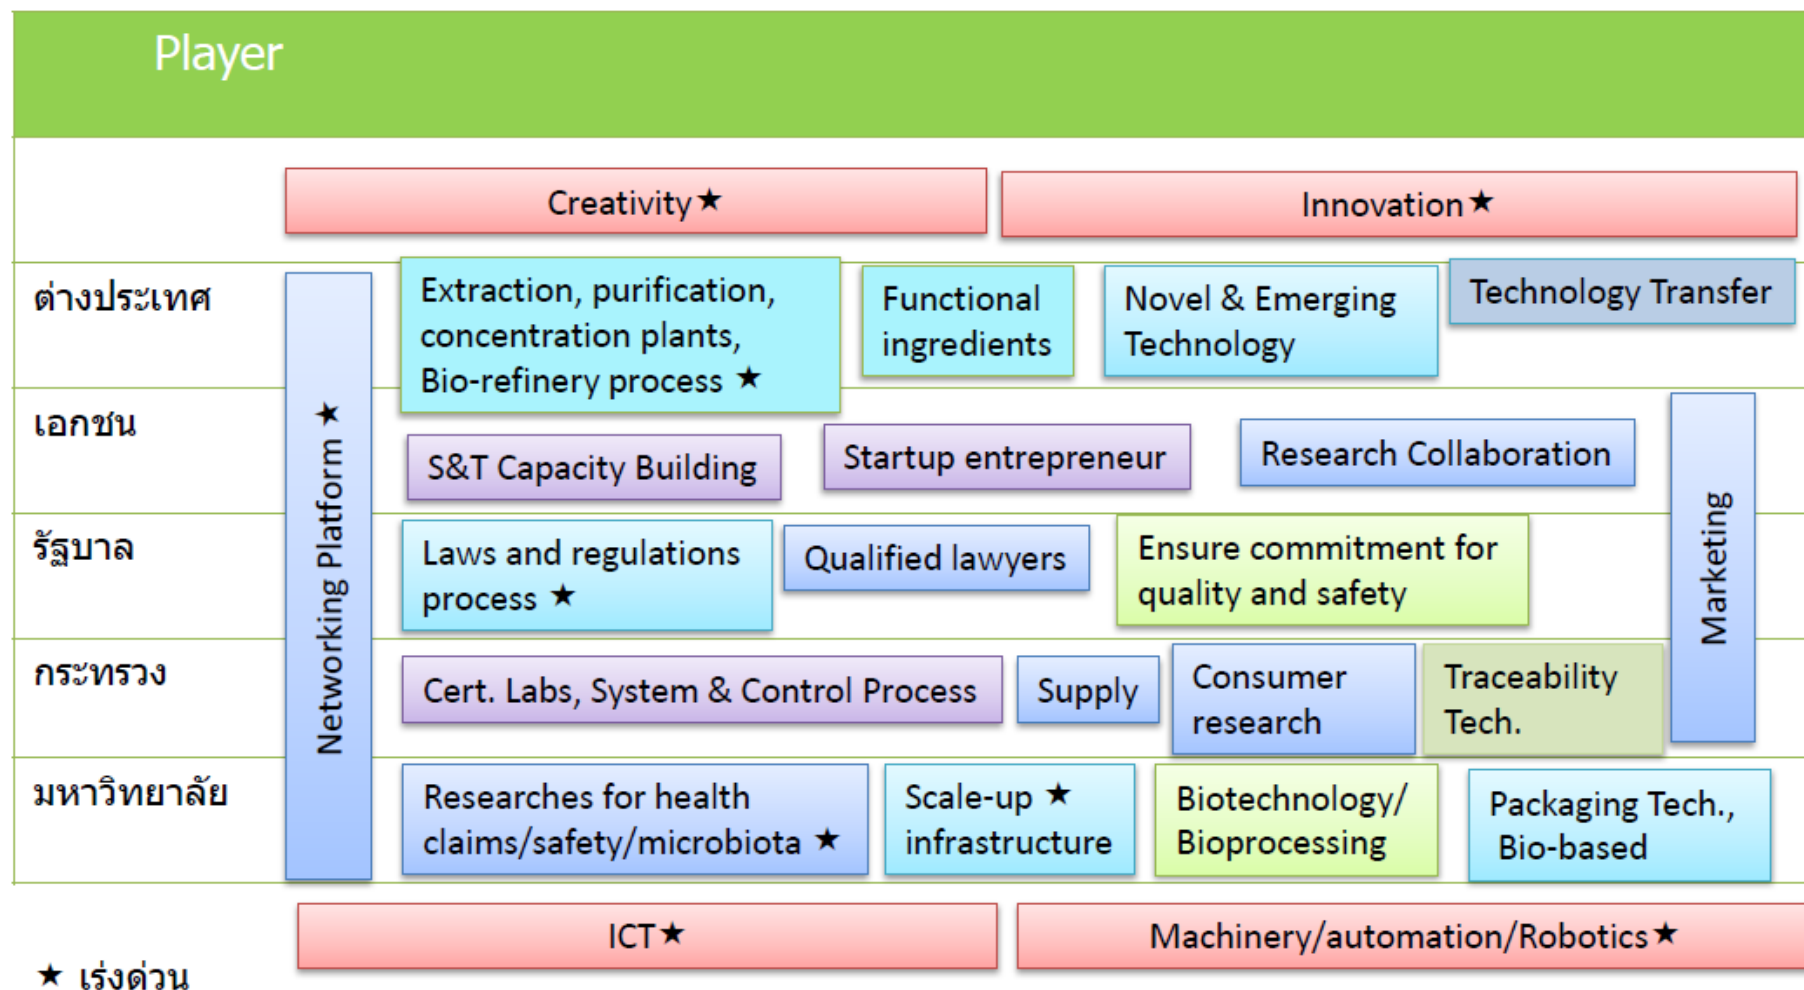 Player
Creativity★
Innovation★
ต่างประเทศ
Extraction, purification,
concentration plants,
Bio-refinery process ★
Functional
ingredients
Novel & Emerging
Technology
Technology Transfer
Networking Platform ★
เอกชน
S&T Capacity Building
Startup entrepreneur
Research Collaboration
Marketing
รัฐบาล
Laws and regulations
process ★
Qualified lawyers
Ensure commitment for
quality and safety
กระทรวง
Cert. Labs, System & Control Process
Supply
Consumer
research
Traceability
Tech.
มหาวิทยาลัย
Researches for health
claims/safety/microbiota ★
Scale-up ★
infrastructure
Biotechnology/
Bioprocessing
Packaging Tech.,
Bio-based
ICT★
Machinery/automation/Robotics★
★ เร่งด่วน